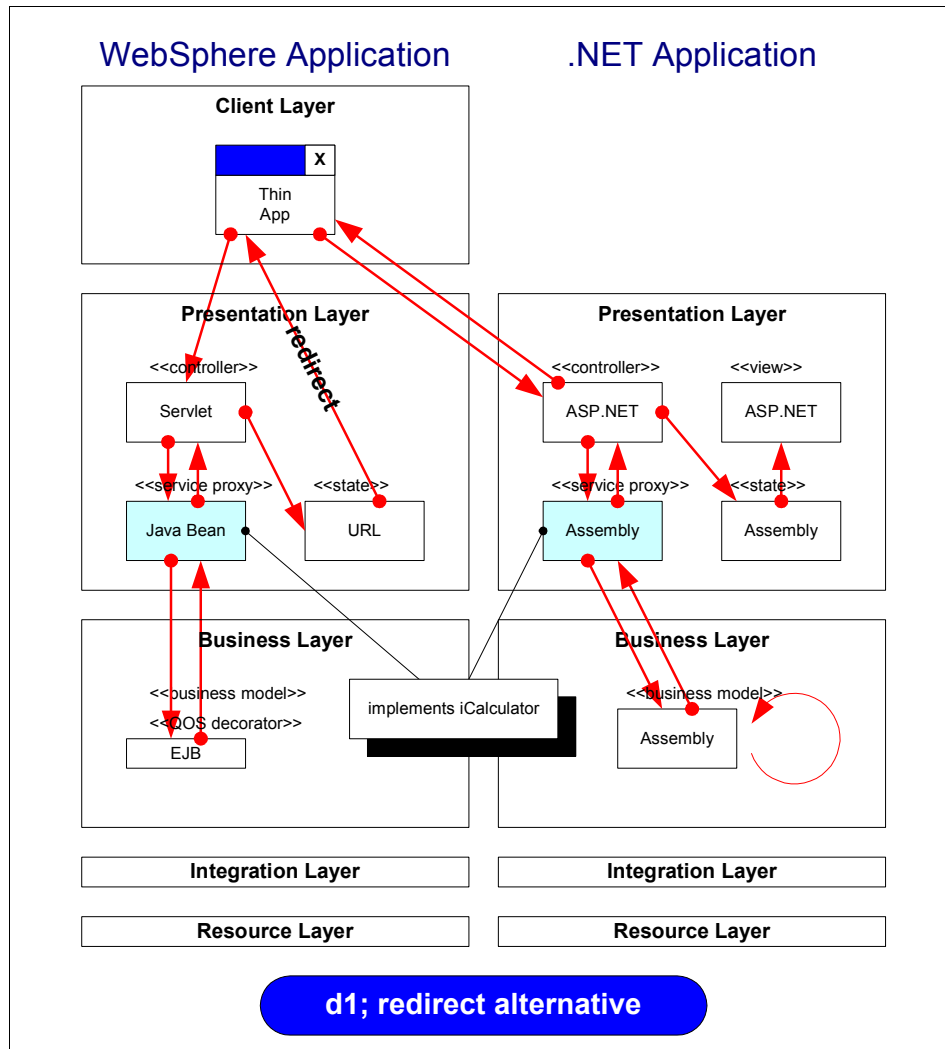 WebSphere Application
.NET Application
Client Layer
X
Thin
App
Presentation Layer
redirect
<<controller>>
Servlet
<<service proxy>>
<<state>>
Java Bean
URL
Presentation Layer
<<controller>>
<<view>>
ASP.NET
ASP.NET
<<service proxy>>
<<state>>
Assembly
Assembly
Business Layer
<<business model>>
<<QOS decorator>>
EJB
implements iCalculator
Business Layer
<<business model>>
Assembly
Integration Layer
Integration Layer
Resource Layer
Resource Layer
d1; redirect alternative